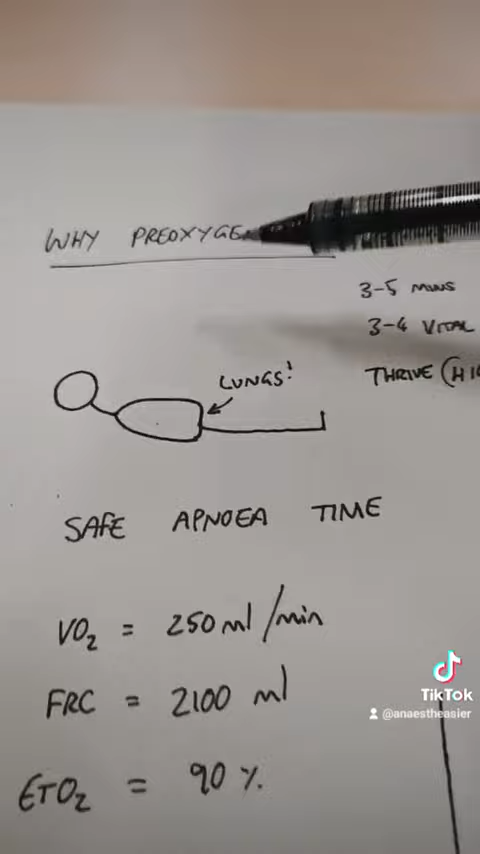 WHY PREOXYGE
3-5 MINS
3-4 VITAL
THRIVE (HI
LUNGS!
SAFE APNOEA TIME
VO₂ = 250 ml/min
FRC = 2100 ml
ETO₂ = 90 %.
TikTok
@anaestheasier